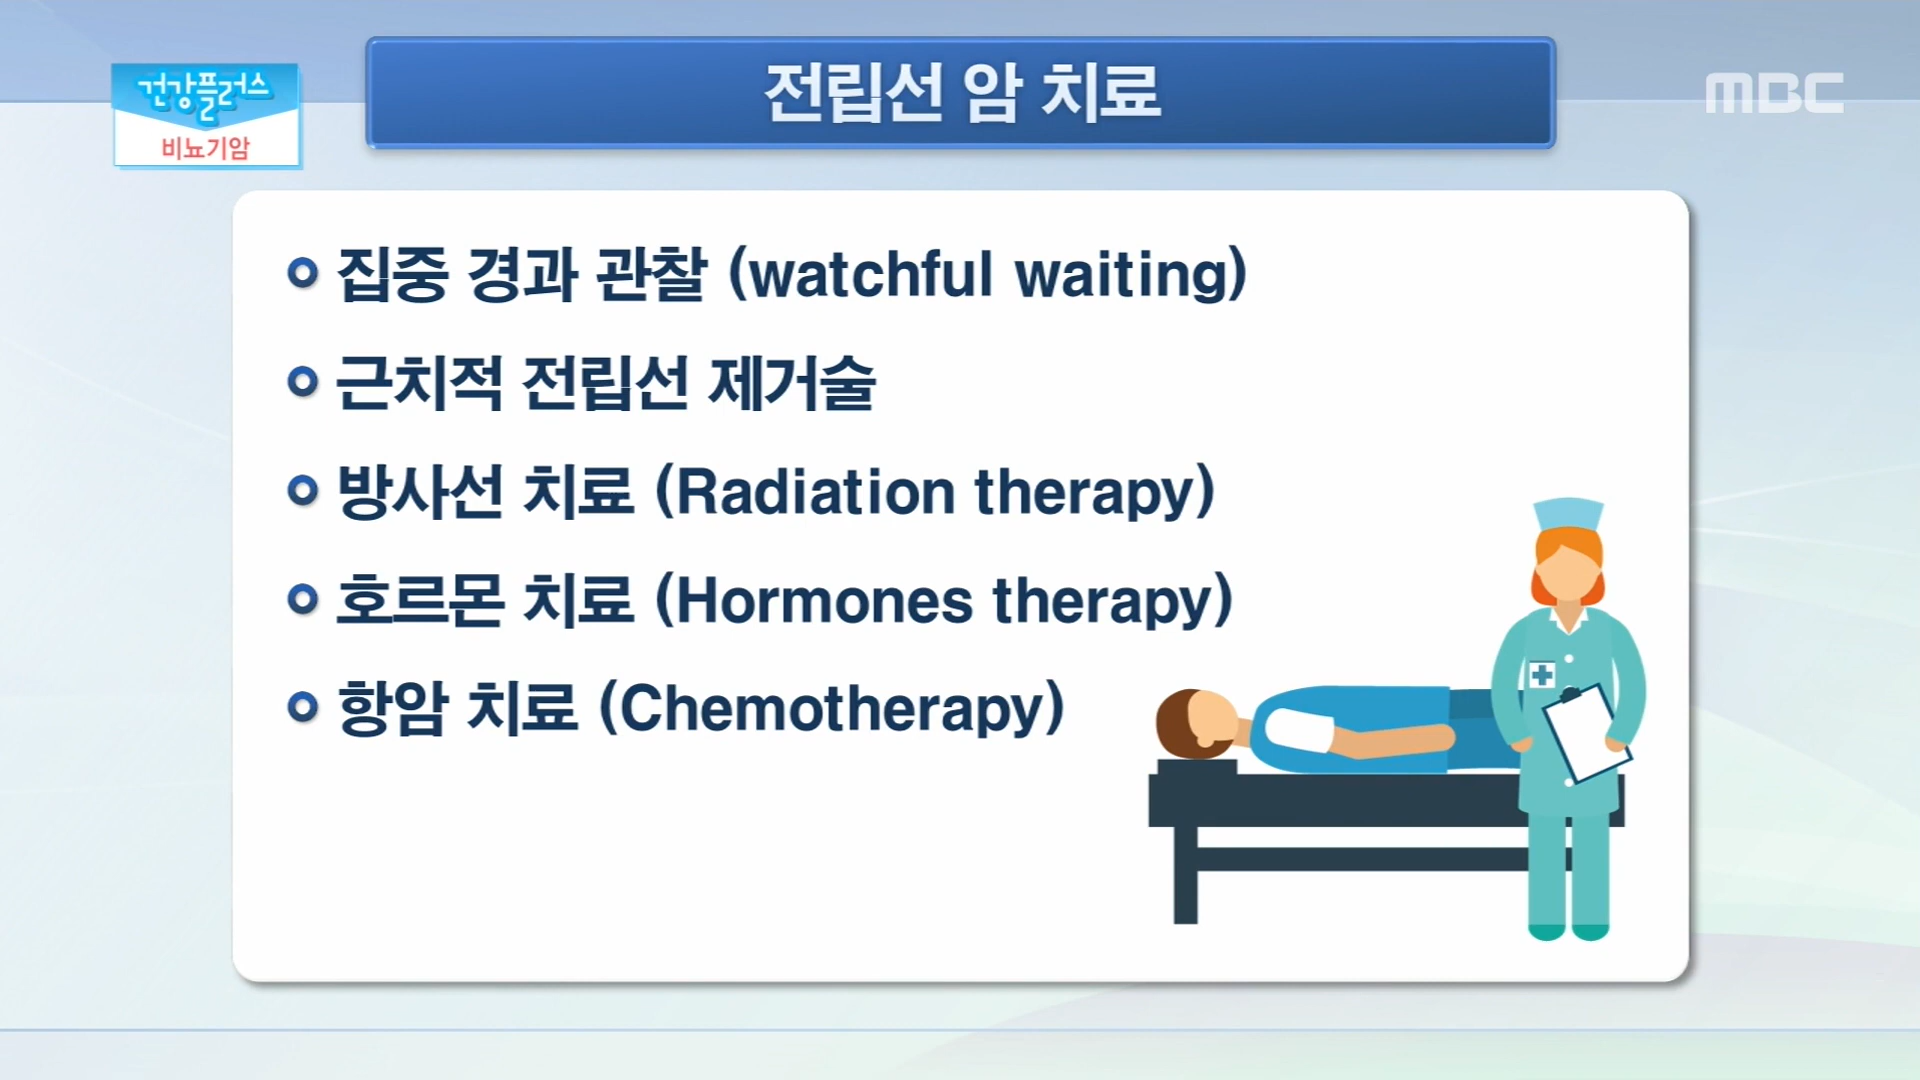 전립선 암 치료
건강플러스
비뇨기암
MBC
집중 경과 관찰 (watchful waiting)
근치적 전립선 제거술
방사선 치료 (Radiation therapy)
호르몬 치료 (Hormones therapy)
항암 치료 (Chemotherapy)